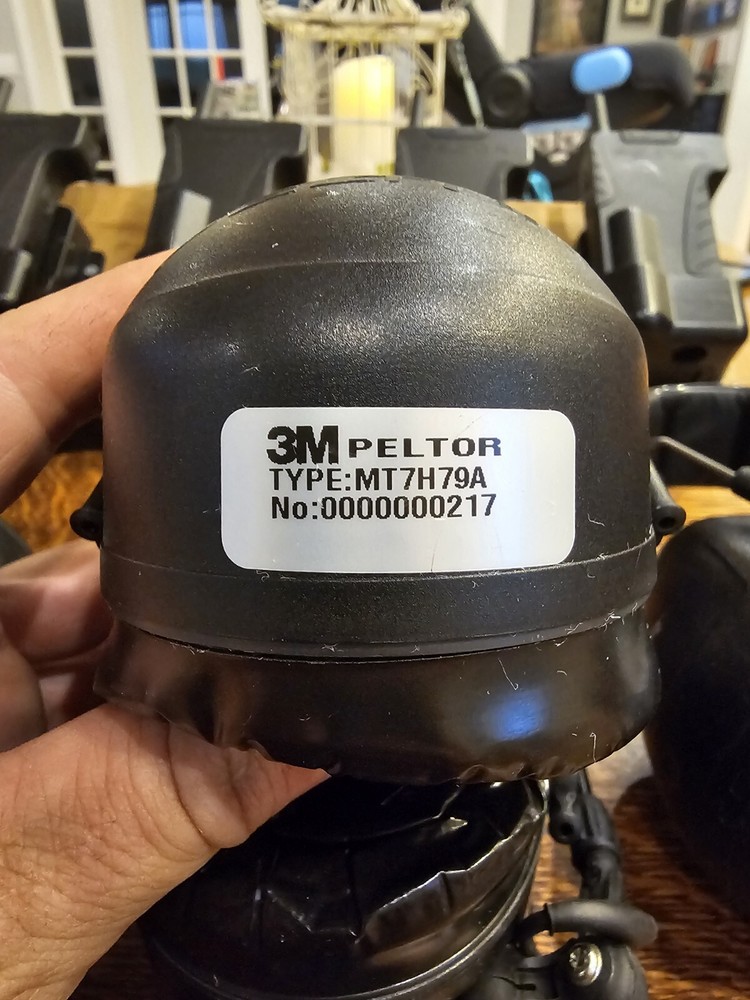 3M PELTOR
TYPE:MT7H79A
No:0000000217